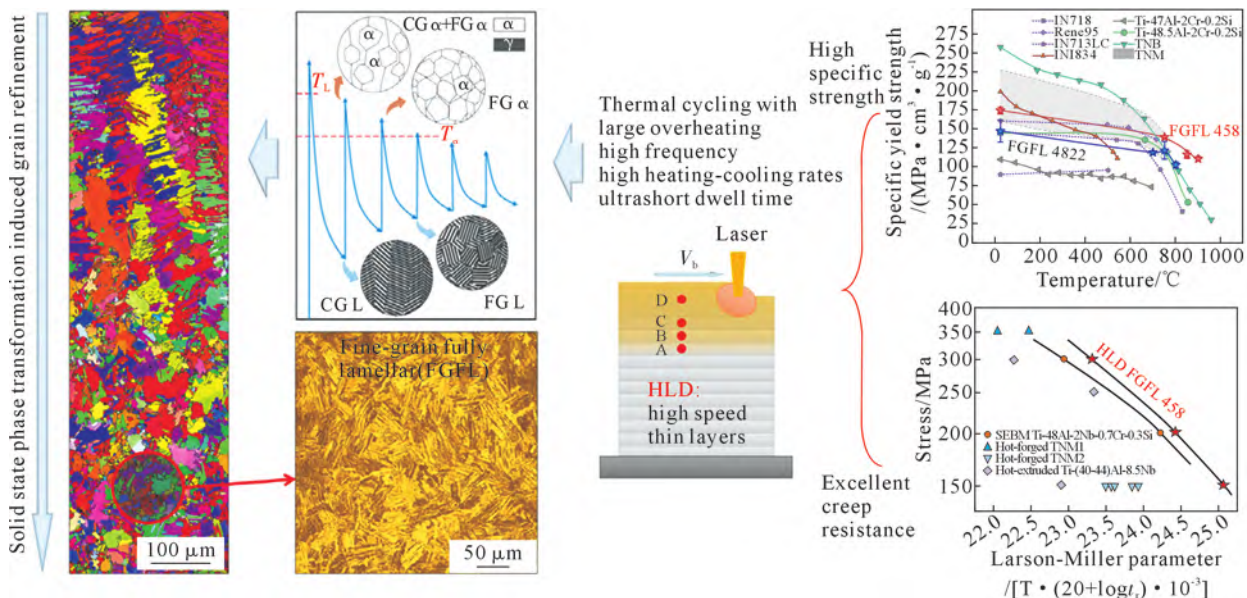 Solid state phase transformation induced grain refinement
100 μm
CG α+FG α
α
γ
α
α
α
FG α
T_L
T_α
CG L
FG L
Fine-grain fully
lamellar(FGFL)
50 μm
Thermal cycling with
large overheating
high frequency
high heating-cooling rates
ultrashort dwell time
Laser
V_b
D
C
B
A
HLD:
high speed
thin layers
High
specific
strength
Excellent
creep
resistance
Specific yield strength
/(MPa·cm³·g⁻¹)
275
250
225
200
175
150
125
100
75
50
25
0
IN718
Rene95
IN713LC
IN1834
Ti-47Al-2Cr-0.2Si
Ti-48.5Al-2Cr-0.2Si
TNB
TNM
FGFL 458
FGFL 4822
0 200 400 600 800 1000
Temperature/℃
Stress/MPa
400
350
300
250
200
150
HLD FGFL 458
SEBM Ti-48Al-2Nb-0.7Cr-0.3Si
Hot-forged TNM1
Hot-forged TNM2
Hot-extruded Ti-(40-44)Al-8.5Nb
22.0 22.5 23.0 23.5 24.0 24.5 25.0
Larson-Miller parameter
/[T·(20+logt_r)·10⁻³]